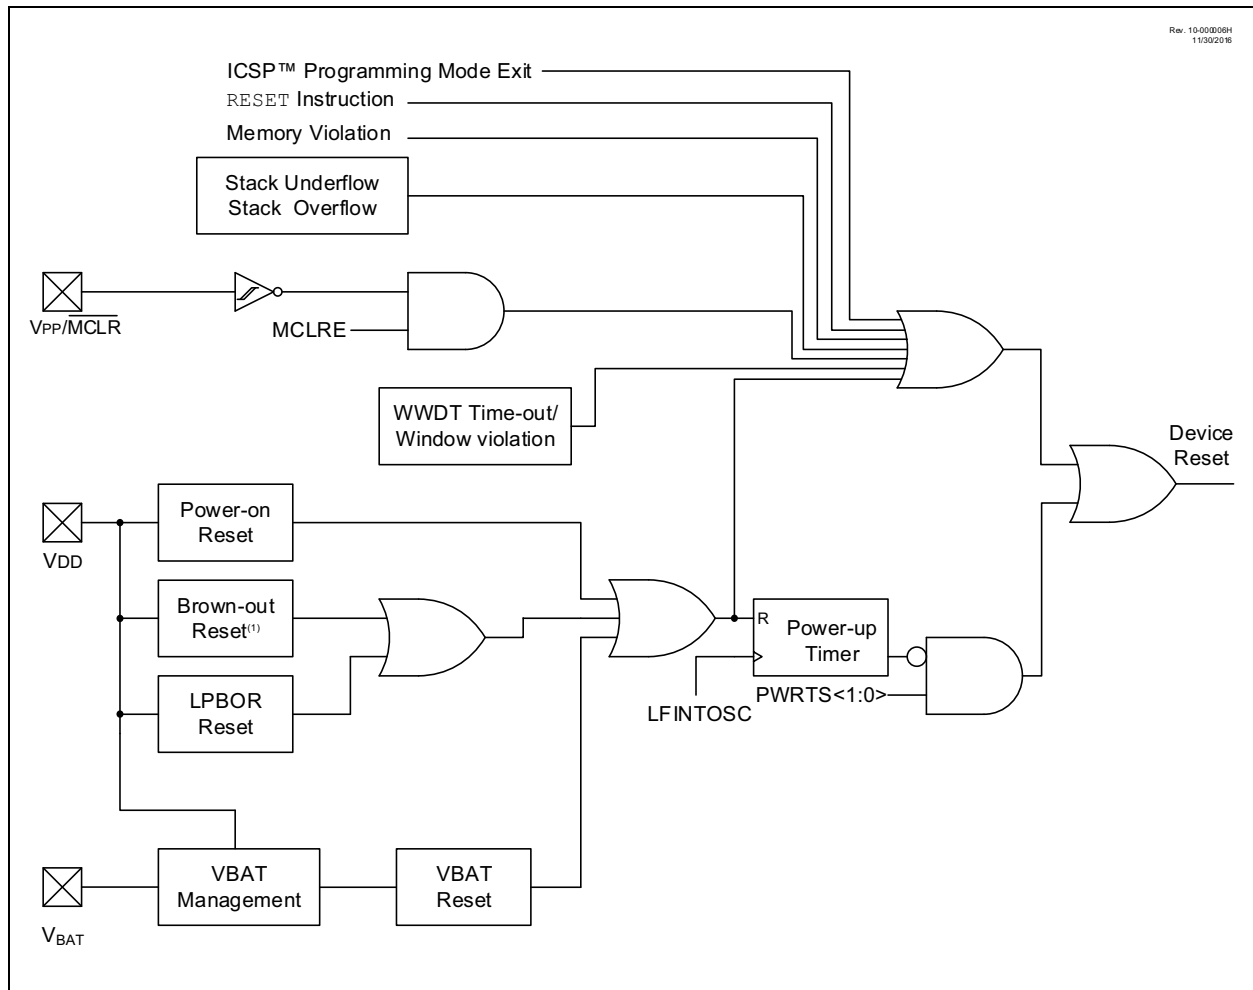 Rev. 10-000006H
11/30/2016
ICSP™ Programming Mode Exit
RESET Instruction
Memory Violation
Stack Underflow
Stack Overflow
VPP/MCLR
MCLRE
WWDT Time-out/
Window violation
Device
Reset
Power-on
Reset
VDD
Brown-out
Reset(1)
R
Power-up
Timer
LPBOR
Reset
PWRTS<1:0>
LFINTOSC
VBAT
Management
VBAT
Reset
VBAT